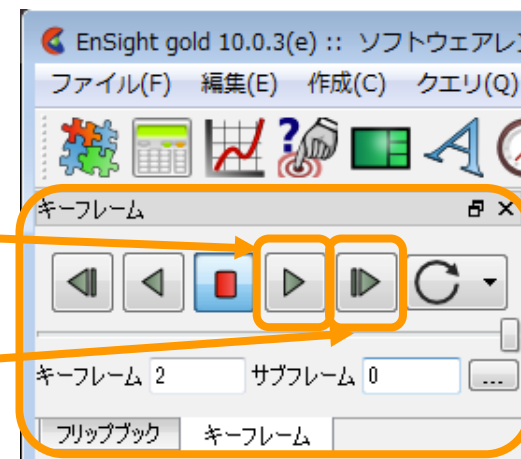 EnSight gold 10.0.3(e) :: ソフトウェアレ
ファイル(F) 編集(E) 作成(C) クエリ(Q)
キーフレーム
キーフレーム 2 サブフレーム 0 ...
フリップブック キーフレーム